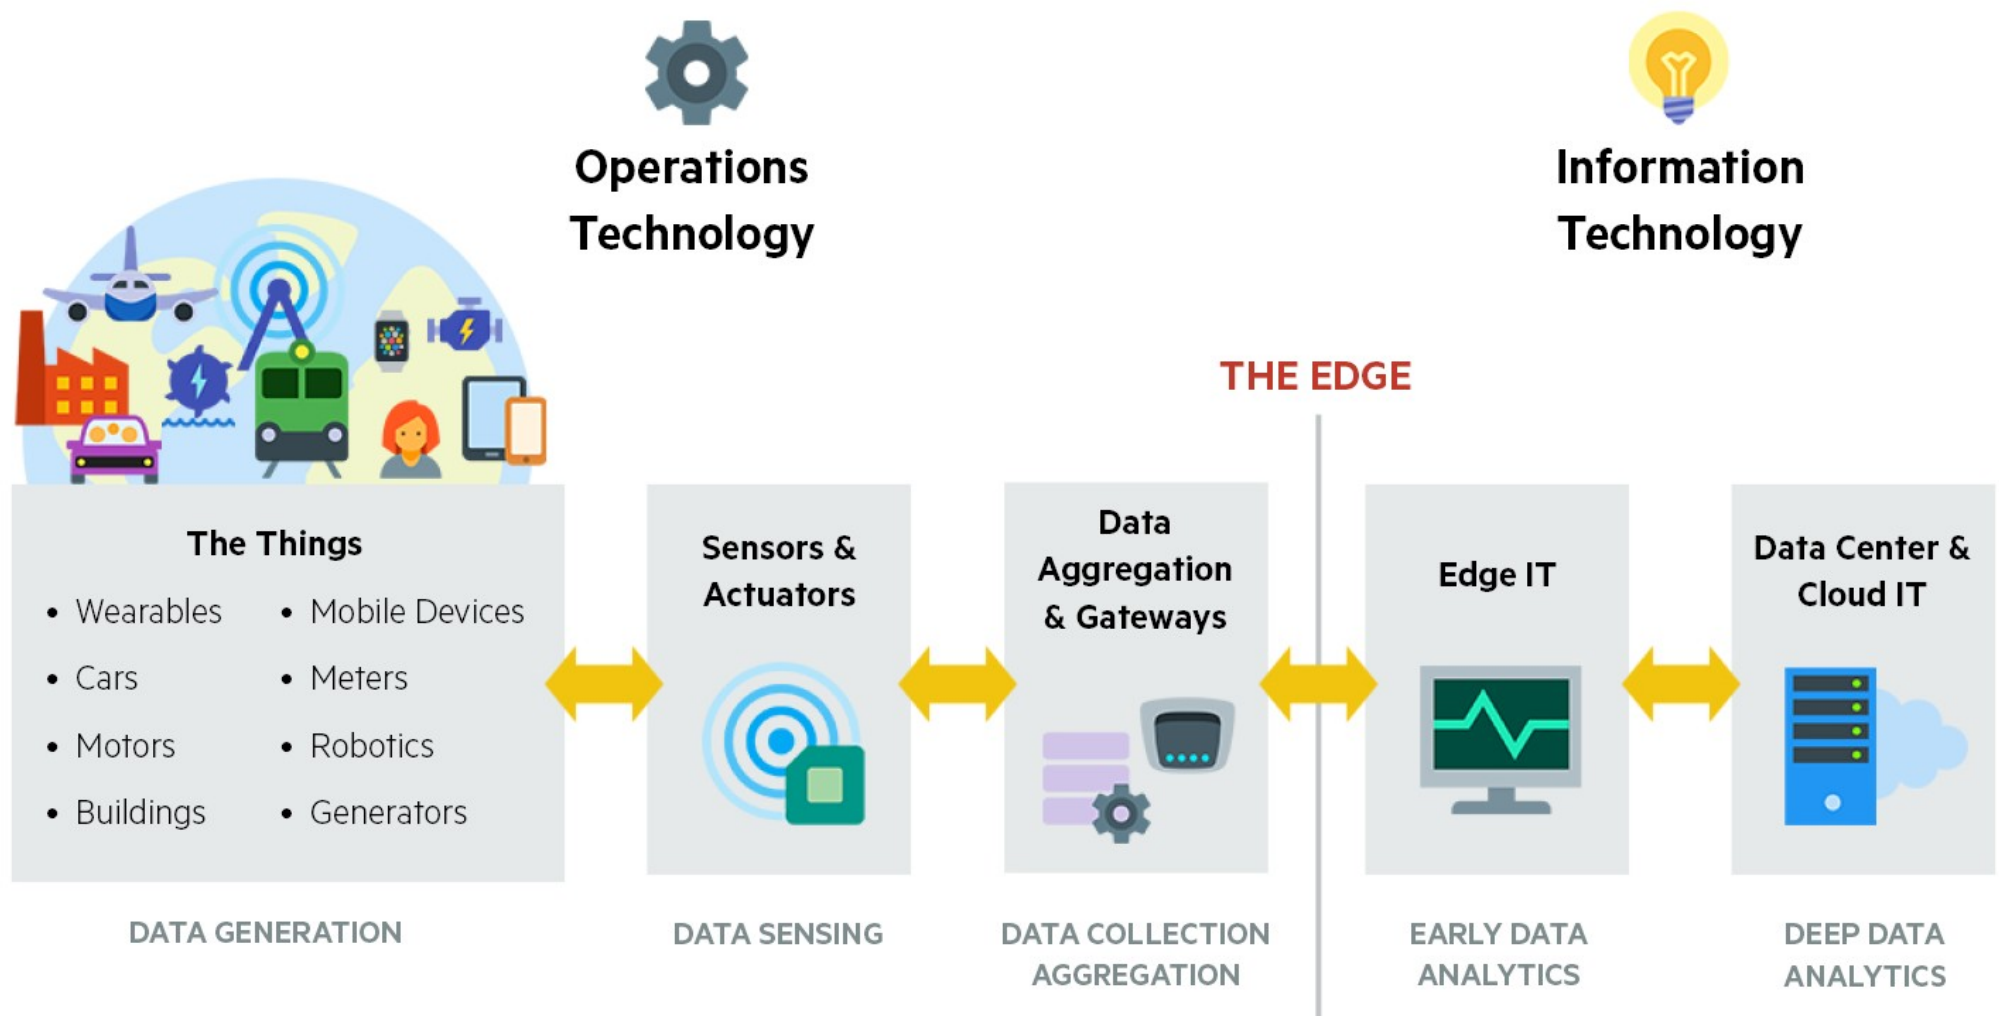 Operations
Technology
Information
Technology
THE EDGE
The Things
• Wearables
• Cars
• Motors
• Buildings
• Mobile Devices
• Meters
• Robotics
• Generators
Sensors &
Actuators
Data
Aggregation
& Gateways
Edge IT
Data Center &
Cloud IT
DATA GENERATION
DATA SENSING
DATA COLLECTION
AGGREGATION
EARLY DATA
ANALYTICS
DEEP DATA
ANALYTICS